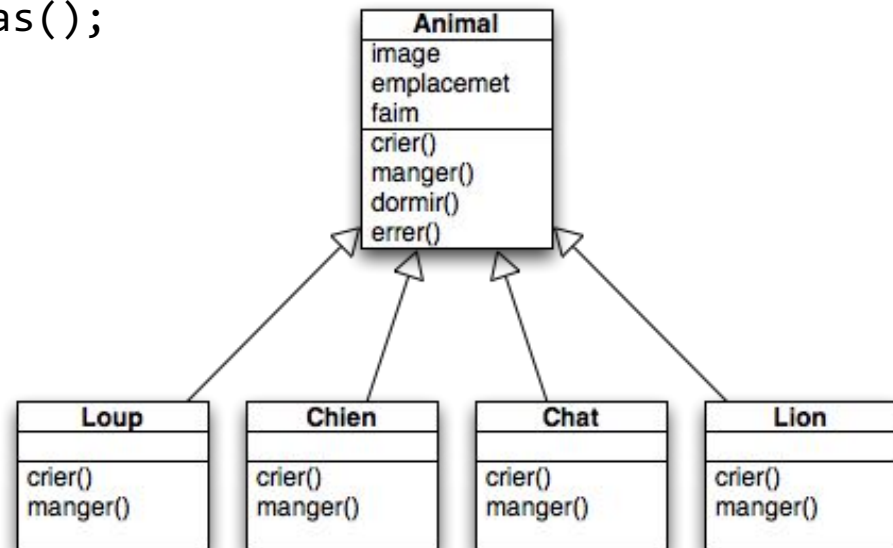 as();
Animal
image
emplacemet
faim
crier()
manger()
dormir()
errer()
Loup
crier()
manger()
Chien
crier()
manger()
Chat
crier()
manger()
Lion
crier()
manger()